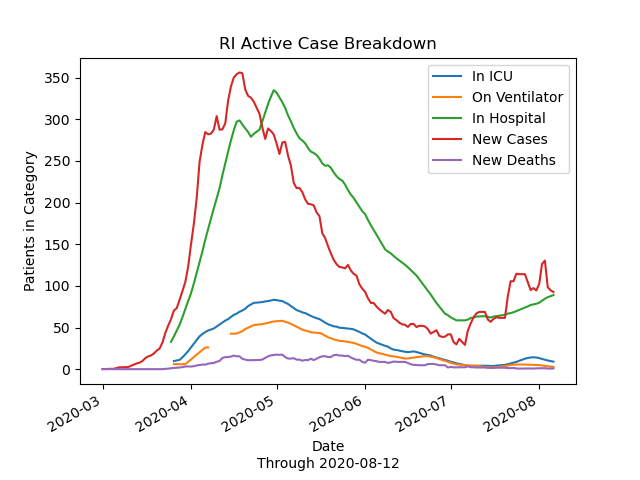 RI Active Case Breakdown
Patients in Category
350
300
250
200
150
100
50
0
In ICU
On Ventilator
In Hospital
New Cases
New Deaths
2020-03
2020-04
2020-05
2020-06
2020-07
2020-08
Date
Through 2020-08-12